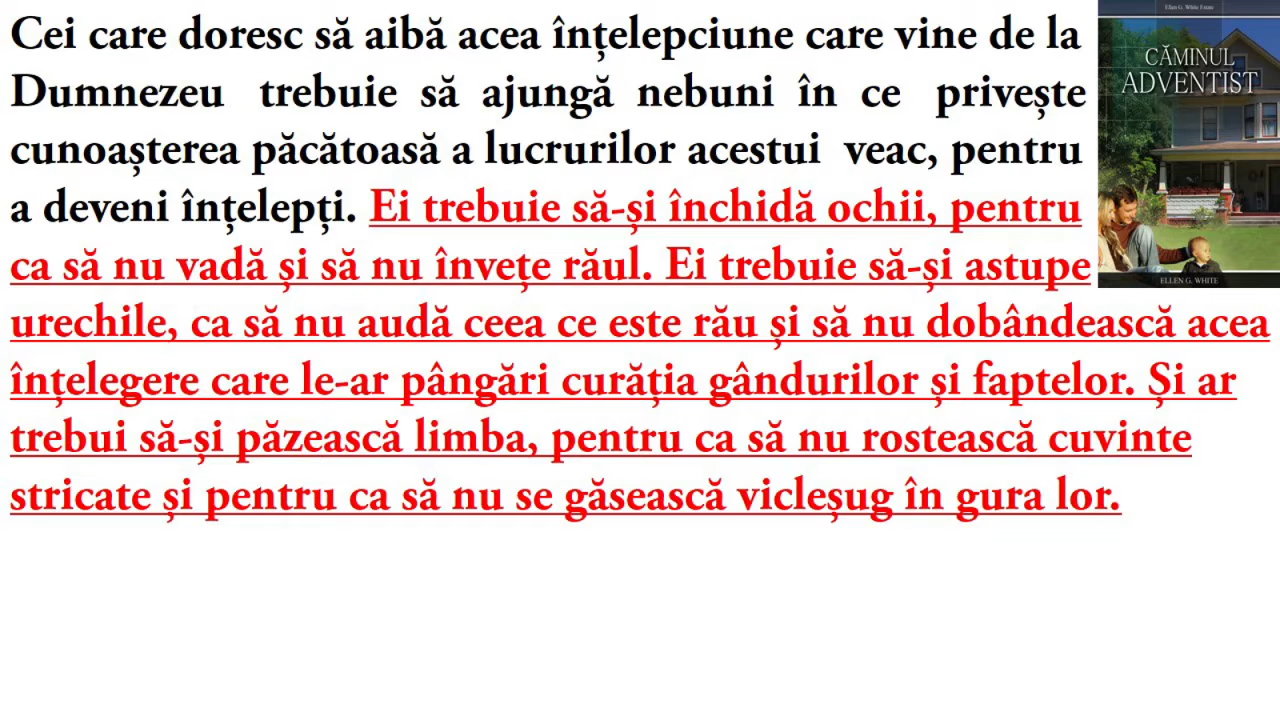 Cei care doresc să aibă acea înțelepciune care vine de la
Dumnezeu trebuie să ajungă nebuni în ce privește
cunoașterea păcătoasă a lucrurilor acestui veac, pentru
a deveni înțelepți. Ei trebuie să-și închidă ochii, pentru
ca să nu vadă și să nu învețe răul. Ei trebuie să-și astupe
urechile, ca să nu audă ceea ce este rău și să nu dobândească acea
înțelegere care le-ar pângări curăția gândurilor și faptelor. Și ar
trebui să-și păzească limba, pentru ca să nu rostească cuvinte
stricate și pentru ca să nu se găsească vicleșug în gura lor.
Ellen G. White Estate
CĂMINUL
ADVENTIST
ELLEN G. WHITE